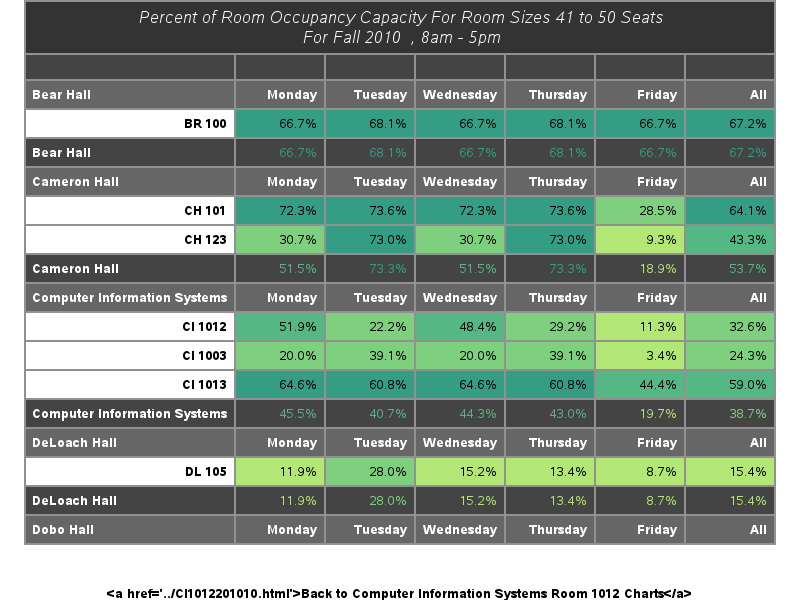 Percent of Room Occupancy Capacity For Room Sizes 41 to 50 Seats
For Fall 2010  , 8am - 5pm
Bear Hall Monday Tuesday Wednesday Thursday Friday All
BR 100 66.7% 68.1% 66.7% 68.1% 66.7% 67.2%
Bear Hall 66.7% 68.1% 66.7% 68.1% 66.7% 67.2%
Cameron Hall Monday Tuesday Wednesday Thursday Friday All
CH 101 72.3% 73.6% 72.3% 73.6% 28.5% 64.1%
CH 123 30.7% 73.0% 30.7% 73.0% 9.3% 43.3%
Cameron Hall 51.5% 73.3% 51.5% 73.3% 18.9% 53.7%
Computer Information Systems Monday Tuesday Wednesday Thursday Friday All
CI 1012 51.9% 22.2% 48.4% 29.2% 11.3% 32.6%
CI 1003 20.0% 39.1% 20.0% 39.1% 3.4% 24.3%
CI 1013 64.6% 60.8% 64.6% 60.8% 44.4% 59.0%
Computer Information Systems 45.5% 40.7% 44.3% 43.0% 19.7% 38.7%
DeLoach Hall Monday Tuesday Wednesday Thursday Friday All
DL 105 11.9% 28.0% 15.2% 13.4% 8.7% 15.4%
DeLoach Hall 11.9% 28.0% 15.2% 13.4% 8.7% 15.4%
Dobo Hall Monday Tuesday Wednesday Thursday Friday All
&lt;a href='../CI1012201010.html'&gt;Back to Computer Information Systems Room 1012 Charts&lt;/a&gt;